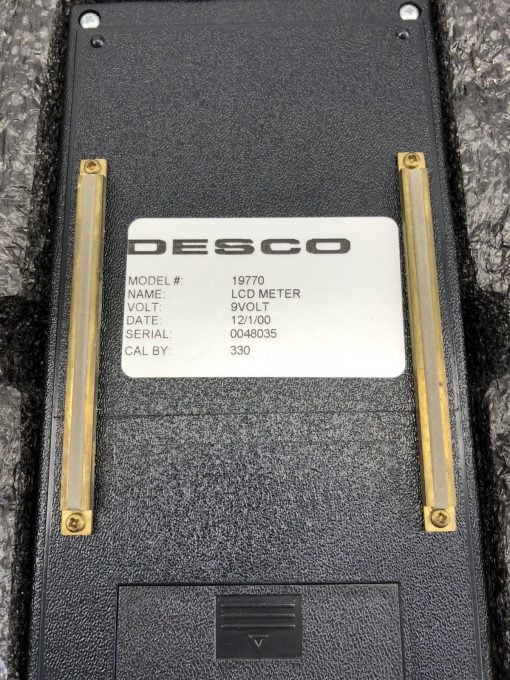 DESCO
MODEL #: 19770
NAME: LCD METER
VOLT: 9VOLT
DATE: 12/1/00
SERIAL: 0048035
CAL BY: 330